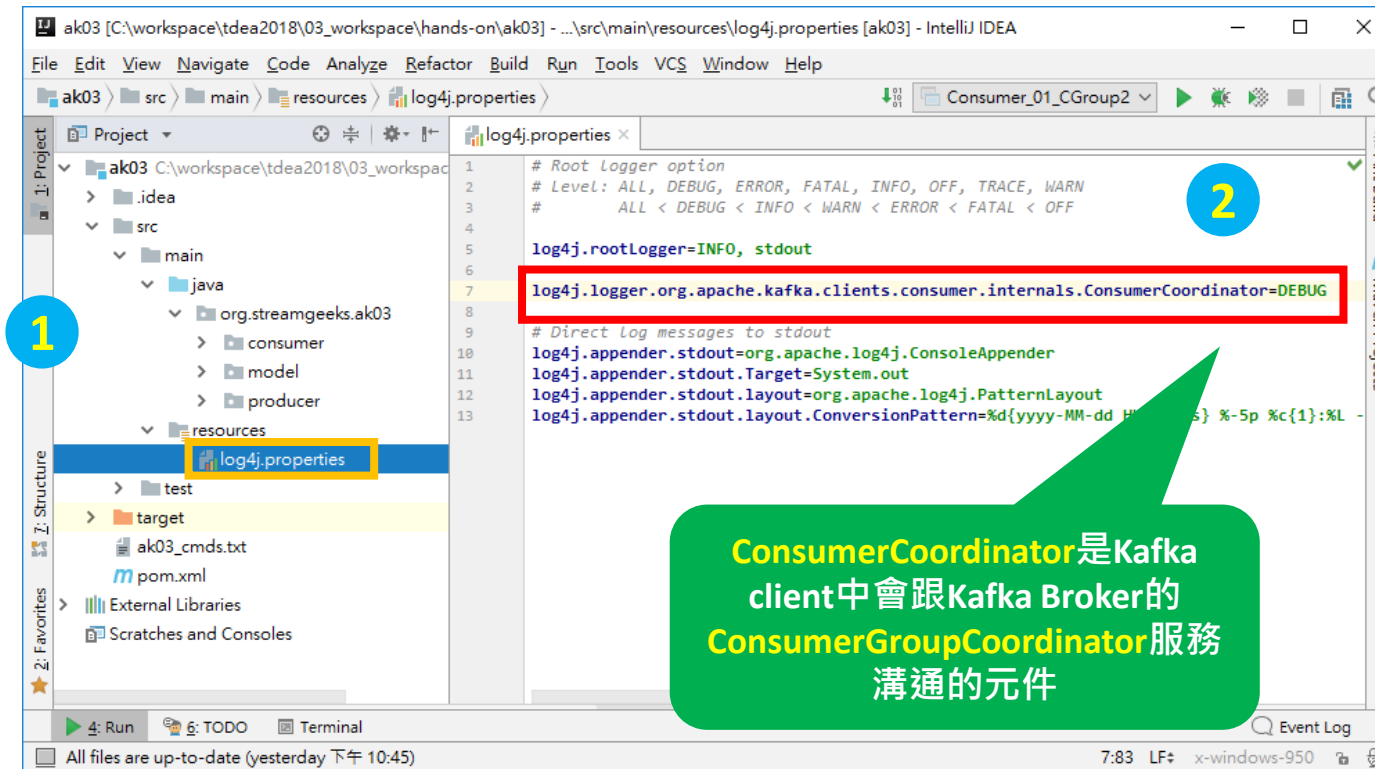 ak03 [C:\workspace\tdea2018\03_workspace\hands-on\ak03] - ...\src\main\resources\log4j.properties [ak03] - IntelliJ IDEA
File Edit View Navigate Code Analyze Refactor Build Run Tools VCS Window Help
ak03 src main resources log4j.properties
Consumer_01_CGroup2
1: Project
Project
ak03 C:\workspace\tdea2018\03_workspac
.idea
src
main
java
org.streamgeeks.ak03
consumer
model
producer
resources
log4j.properties
test
target
ak03_cmds.txt
pom.xml
External Libraries
Scratches and Consoles
1
7: Structure
2: Favorites
log4j.properties
1 # Root Logger option
2 # Level: ALL, DEBUG, ERROR, FATAL, INFO, OFF, TRACE, WARN
3 # ALL < DEBUG < INFO < WARN < ERROR < FATAL < OFF
4
5 log4j.rootLogger=INFO, stdout
6
7 log4j.logger.org.apache.kafka.clients.consumer.internals.ConsumerCoordinator=DEBUG
8
9 # Direct log messages to stdout
10 log4j.appender.stdout=org.apache.log4j.ConsoleAppender
11 log4j.appender.stdout.Target=System.out
12 log4j.appender.stdout.layout=org.apache.log4j.PatternLayout
13 log4j.appender.stdout.layout.ConversionPattern=%d{yyyy-MM-dd s} %-5p %c{1}:%L -
2
ConsumerCoordinator是Kafka
client中會跟Kafka Broker的
ConsumerGroupCoordinator服務
溝通的元件
4: Run 6: TODO Terminal
Event Log
All files are up-to-date (yesterday 下午 10:45)
7:83 LF÷ x-windows-950